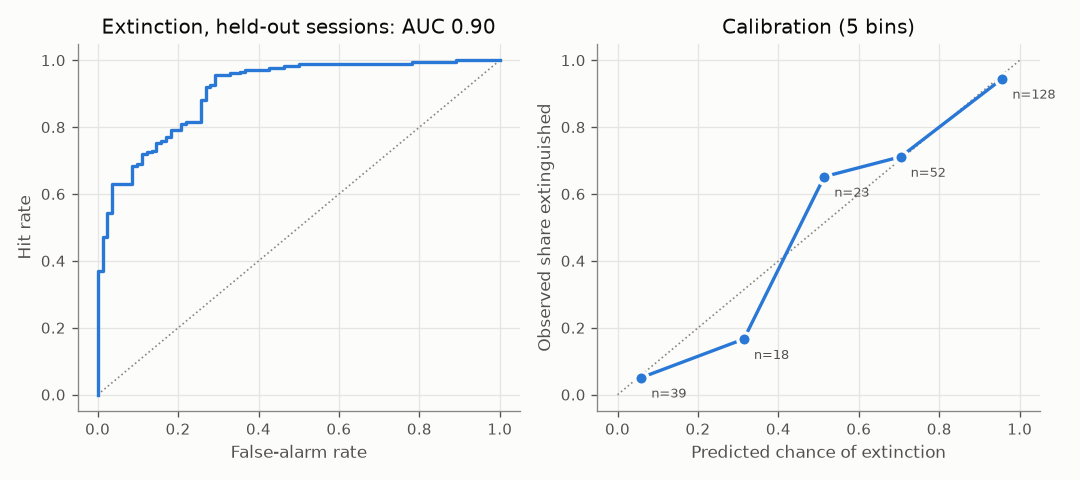 Extinction, held-out sessions: AUC 0.90
1.0
0.8
0.6
0.4
0.2
0.0
Hit rate
0.0 0.2 0.4 0.6 0.8 1.0
False-alarm rate
Calibration (5 bins)
1.0
0.8
0.6
0.4
0.2
0.0
Observed share extinguished
n=39
n=18
n=23
n=52
n=128
0.0 0.2 0.4 0.6 0.8 1.0
Predicted chance of extinction